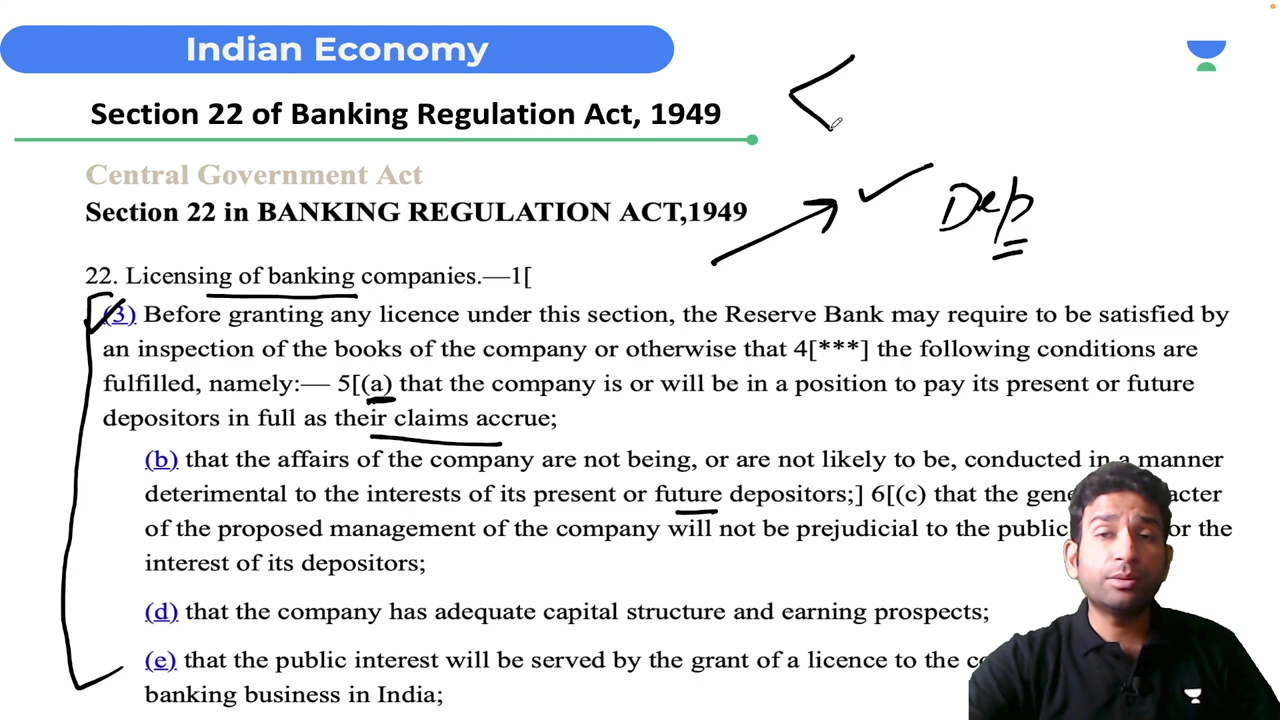 Indian Economy
Section 22 of Banking Regulation Act, 1949
Central Government Act
Section 22 in BANKING REGULATION ACT,1949
Dep
22. Licensing of banking companies.—1[
(3) Before granting any licence under this section, the Reserve Bank may require to be satisfied by
an inspection of the books of the company or otherwise that 4[***] the following conditions are
fulfilled, namely:— 5[(a) that the company is or will be in a position to pay its present or future
depositors in full as their claims accrue;
(b) that the affairs of the company are not being, or are not likely to be, conducted in a manner
deterimental to the interests of its present or future depositors;] 6[(c) that the
of the proposed management of the company will not be prejudicial to the public or the
interest of its depositors;
(d) that the company has adequate capital structure and earning prospects;
(e) that the public interest will be served by the grant of a licence to the
banking business in India;